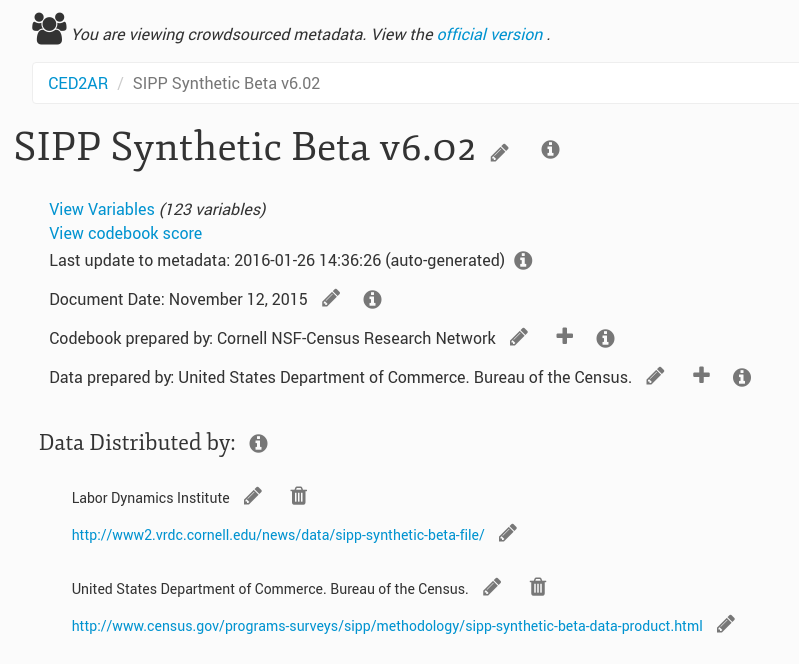 You are viewing crowdsourced metadata. View the official version .
CED2AR / SIPP Synthetic Beta v6.02
SIPP Synthetic Beta v6.02
View Variables (123 variables)
View codebook score
Last update to metadata: 2016-01-26 14:36:26 (auto-generated)
Document Date: November 12, 2015
Codebook prepared by: Cornell NSF-Census Research Network
Data prepared by: United States Department of Commerce. Bureau of the Census.
Data Distributed by:
Labor Dynamics Institute
http://www2.vrdc.cornell.edu/news/data/sipp-synthetic-beta-file/
United States Department of Commerce. Bureau of the Census.
http://www.census.gov/programs-surveys/sipp/methodology/sipp-synthetic-beta-data-product.html